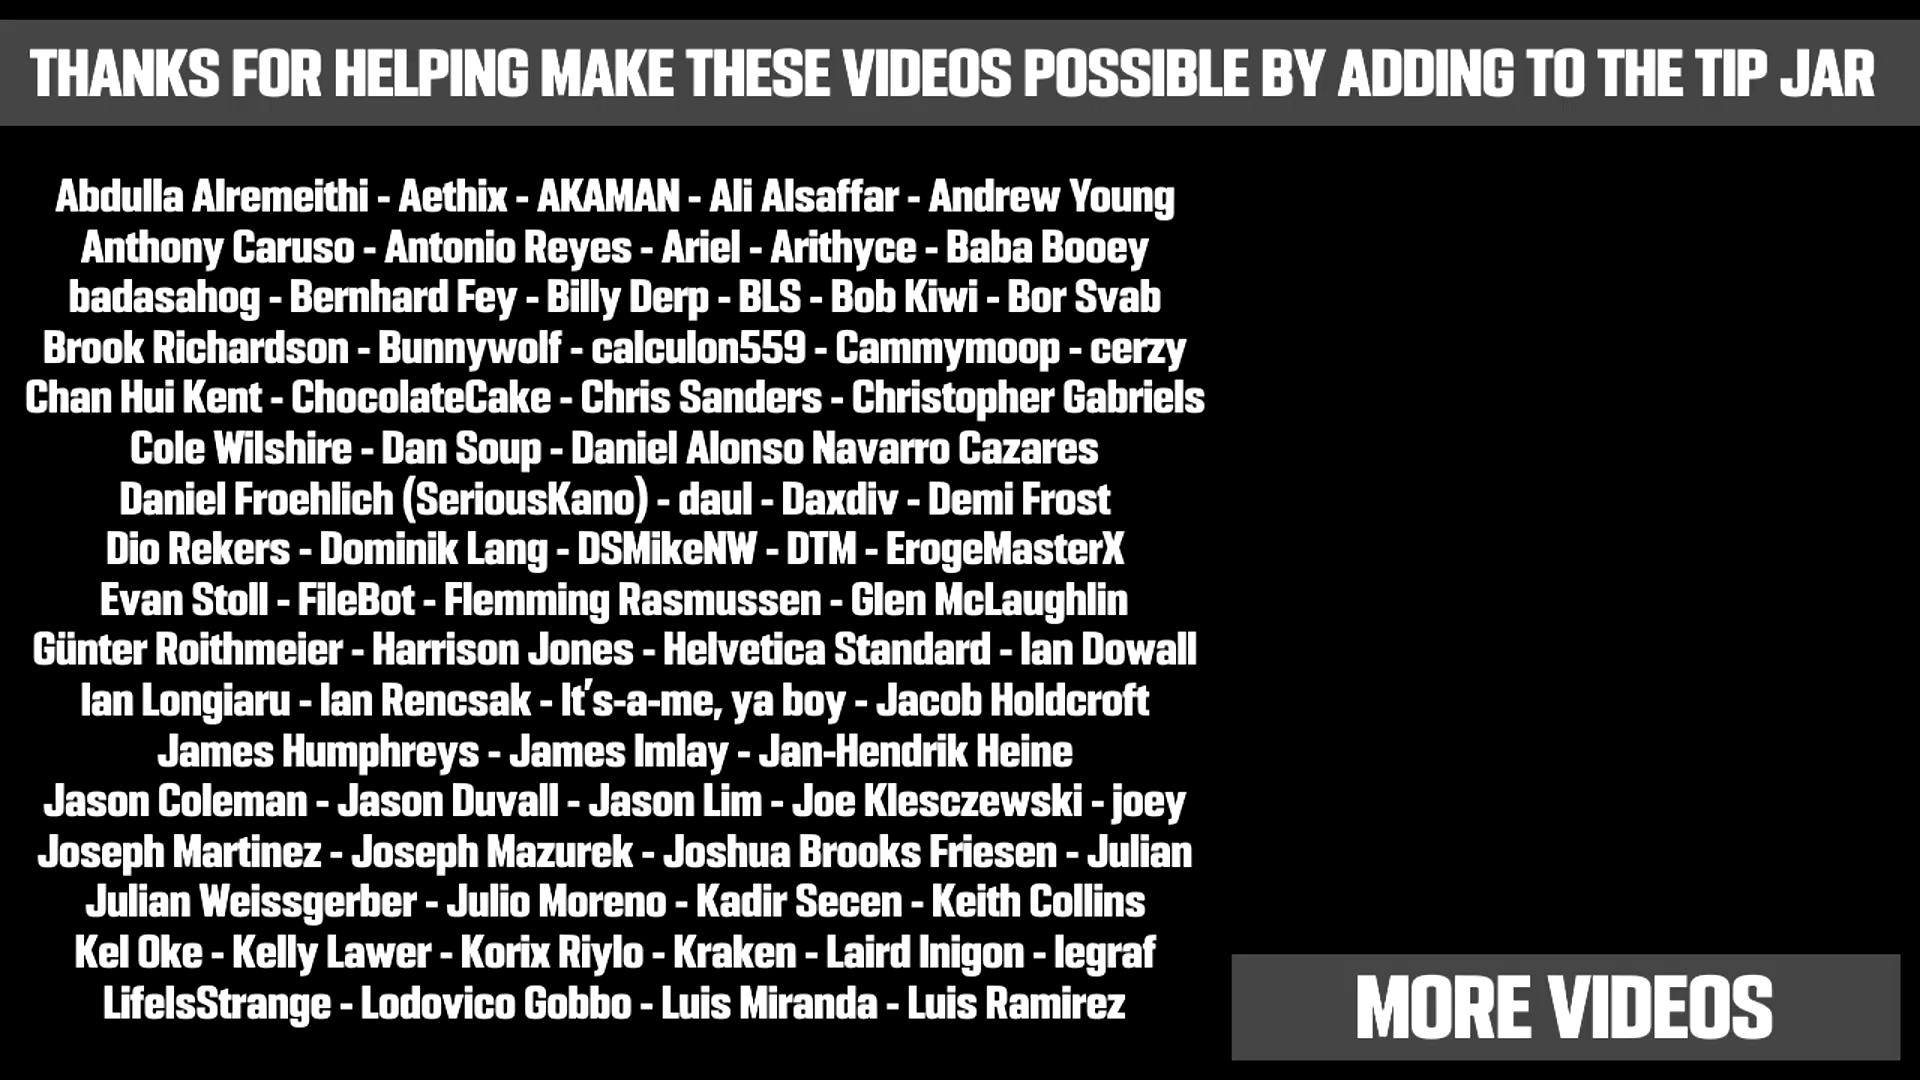 THANKS FOR HELPING MAKE THESE VIDEOS POSSIBLE BY ADDING TO THE TIP JAR
Abdulla Alremeithi - Aethix - AKAMAN - Ali Alsaffar - Andrew Young
Anthony Caruso - Antonio Reyes - Ariel - Arithyce - Baba Booey
badasahog - Bernhard Fey - Billy Derp - BLS - Bob Kiwi - Bor Svab
Brook Richardson - Bunnywolf - calculon559 - Cammymoop - cerzy
Chan Hui Kent - ChocolateCake - Chris Sanders - Christopher Gabriels
Cole Wilshire - Dan Soup - Daniel Alonso Navarro Cazares
Daniel Froehlich (SeriousKano) - daul - Daxdiv - Demi Frost
Dio Rekers - Dominik Lang - DSMikeNW - DTM - ErogeMasterX
Evan Stoll - FileBot - Flemming Rasmussen - Glen McLaughlin
Günter Roithmeier - Harrison Jones - Helvetica Standard - Ian Dowall
Ian Longiaru - Ian Rencsak - It's-a-me, ya boy - Jacob Holdcroft
James Humphreys - James Imlay - Jan-Hendrik Heine
Jason Coleman - Jason Duvall - Jason Lim - Joe Klesczewski - joey
Joseph Martinez - Joseph Mazurek - Joshua Brooks Friesen - Julian
Julian Weissgerber - Julio Moreno - Kadir Secen - Keith Collins
Kel Oke - Kelly Lawer - Korix Riylo - Kraken - Laird Inigon - legraf
LifeIsStrange - Lodovico Gobbo - Luis Miranda - Luis Ramirez
MORE VIDEOS